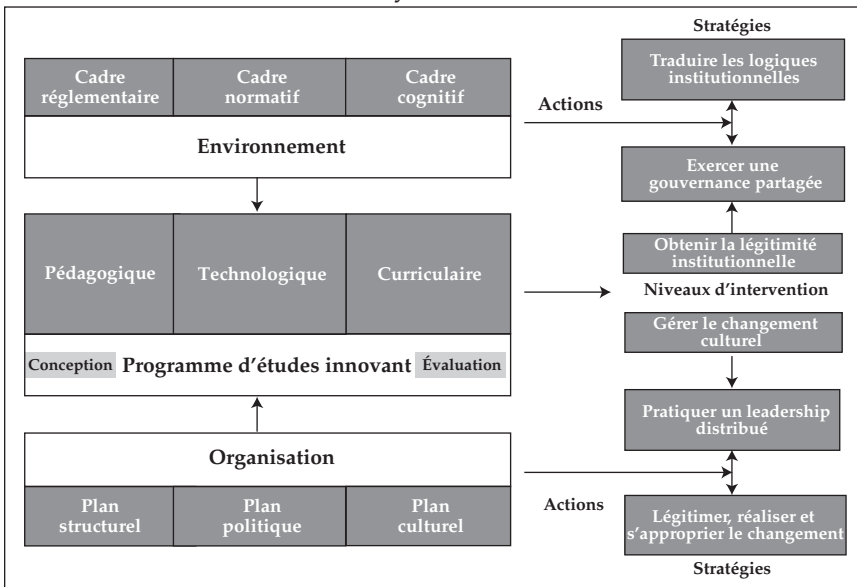 Stratégies
Cadre
réglementaire
Cadre
normatif
Cadre
cognitif
Environnement
Actions
Traduire les logiques
institutionnelles
Exercer une
gouvernance partagée
Pédagogique
Technologique
Curriculaire
Conception
Programme d'études innovant
Évaluation
Obtenir la légitimité
institutionnelle
Niveaux d'intervention
Gérer le changement
culturel
Pratiquer un leadership
distribué
Organisation
Plan
structurel
Plan
politique
Plan
culturel
Actions
Légitimer, réaliser et
s'approprier le changement
Stratégies